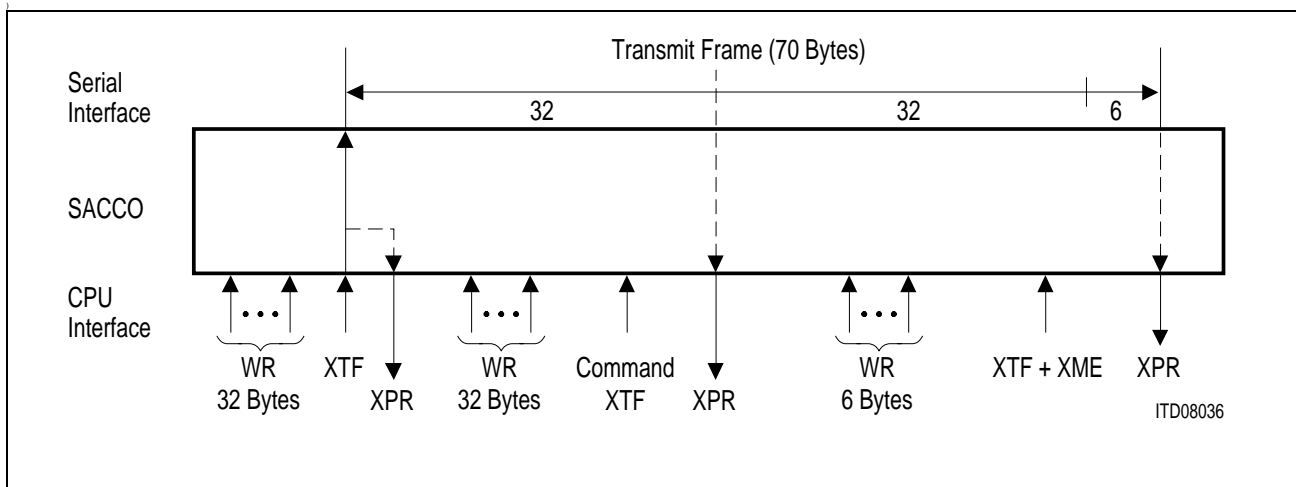 )
Transmit Frame (70 Bytes)
Serial
Interface
32
32
6
SACCO
CPU
Interface
WR
32 Bytes
XTF
XPR
WR
32 Bytes
Command
XTF
XPR
WR
6 Bytes
XTF + XME
XPR
ITD08036